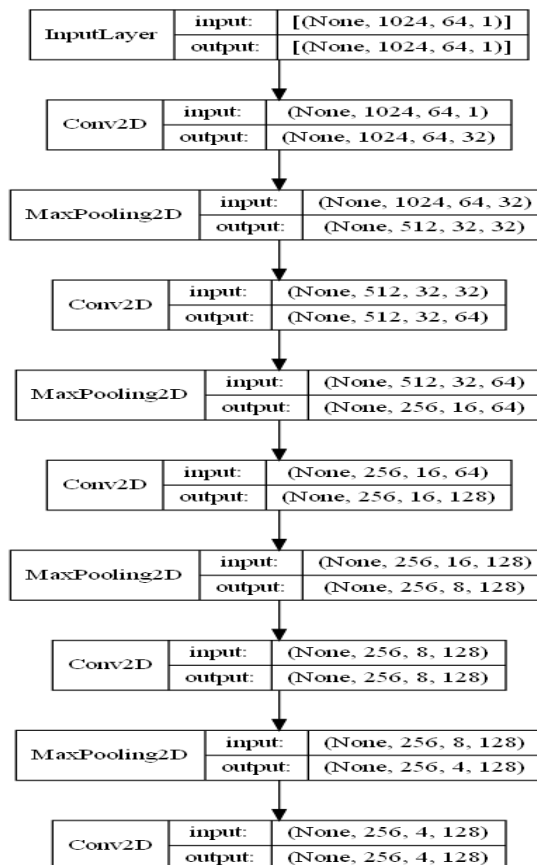 InputLayer
input: [(None, 1024, 64, 1)]
output: [(None, 1024, 64, 1)]
Conv2D
input: (None, 1024, 64, 1)
output: (None, 1024, 64, 32)
MaxPooling2D
input: (None, 1024, 64, 32)
output: (None, 512, 32, 32)
Conv2D
input: (None, 512, 32, 32)
output: (None, 512, 32, 64)
MaxPooling2D
input: (None, 512, 32, 64)
output: (None, 256, 16, 64)
Conv2D
input: (None, 256, 16, 64)
output: (None, 256, 16, 128)
MaxPooling2D
input: (None, 256, 16, 128)
output: (None, 256, 8, 128)
Conv2D
input: (None, 256, 8, 128)
output: (None, 256, 8, 128)
MaxPooling2D
input: (None, 256, 8, 128)
output: (None, 256, 4, 128)
Conv2D
input: (None, 256, 4, 128)
output: (None, 256, 4, 128)